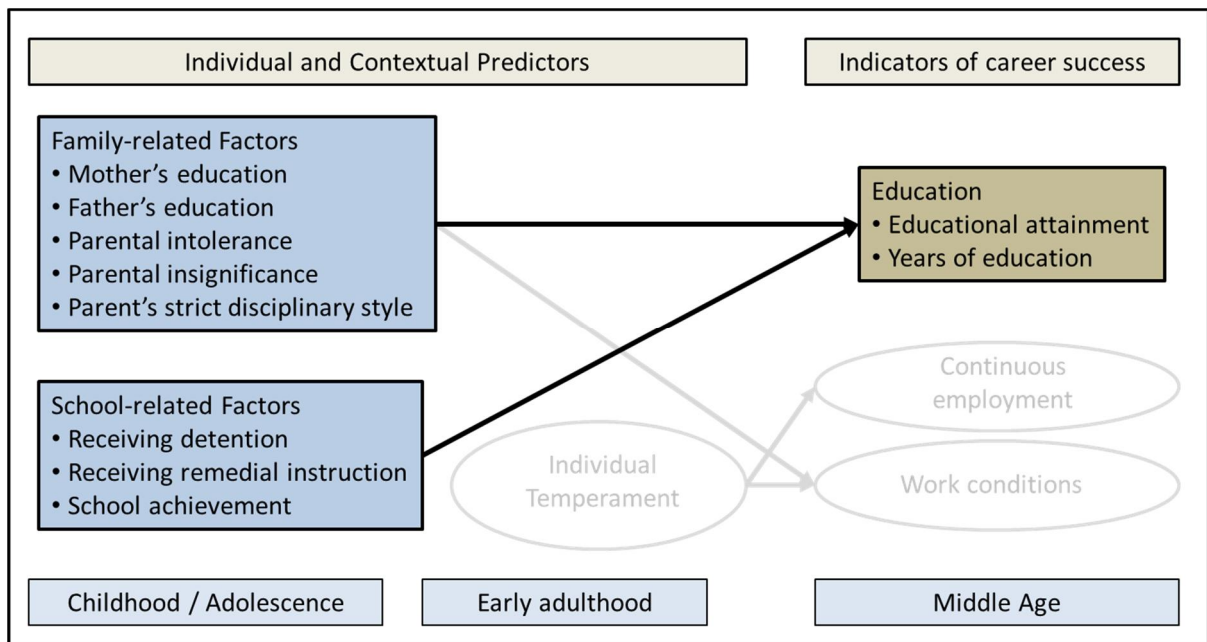 Individual and Contextual Predictors
Indicators of career success
Family-related Factors
• Mother’s education
• Father’s education
• Parental intolerance
• Parental insignificance
• Parent’s strict disciplinary style
Education
• Educational attainment
• Years of education
School-related Factors
• Receiving detention
• Receiving remedial instruction
• School achievement
Individual
Temperament
Continuous
employment
Work conditions
Childhood / Adolescence
Early adulthood
Middle Age